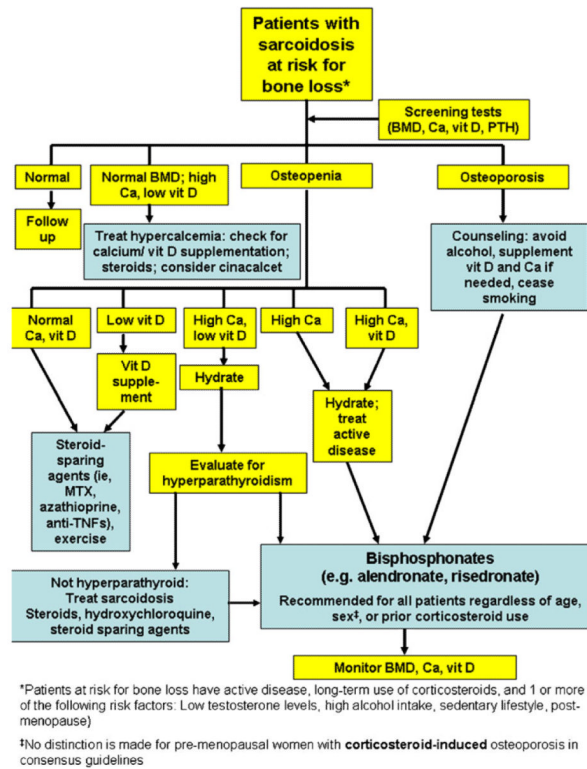 Patients with
sarcoidosis
at risk for
bone loss*
Screening tests
(BMD, Ca, vit D, PTH)
Normal
Normal BMD; high
Ca, low vit D
Osteopenia
Osteoporosis
Follow
up
Treat hypercalcemia: check for
calcium/ vit D supplementation;
steroids; consider cinacalcet
Counseling: avoid
alcohol, supplement
vit D and Ca if
needed, cease
smoking
Normal
Ca, vit D
Low vit D
High Ca,
low vit D
High Ca
High Ca,
vit D
Vit D
supple-
ment
Hydrate
Hydrate;
treat
active
disease
Steroid-
sparing
agents (ie,
MTX,
azathioprine,
anti-TNFs),
exercise
Evaluate for
hyperparathyroidism
Not hyperparathyroid:
Treat sarcoidosis
Steroids, hydroxychloroquine,
steroid sparing agents
Bisphosphonates
(e.g. alendronate, risedronate)
Recommended for all patients regardless of age,
sex‡, or prior corticosteroid use
Monitor BMD, Ca, vit D
*Patients at risk for bone loss have active disease, long-term use of corticosteroids, and 1 or more
of the following risk factors: Low testosterone levels, high alcohol intake, sedentary lifestyle, post-
menopause)
‡No distinction is made for pre-menopausal women with corticosteroid-induced osteoporosis in
consensus guidelines